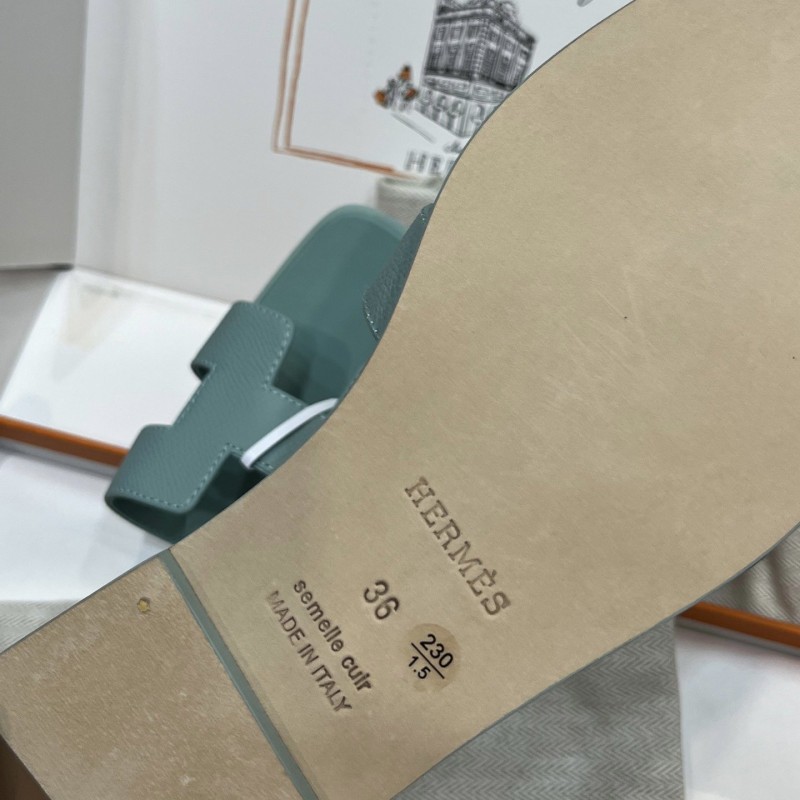 HERMÈS
36
230
1.5
semelle cuir
MADE IN ITALY